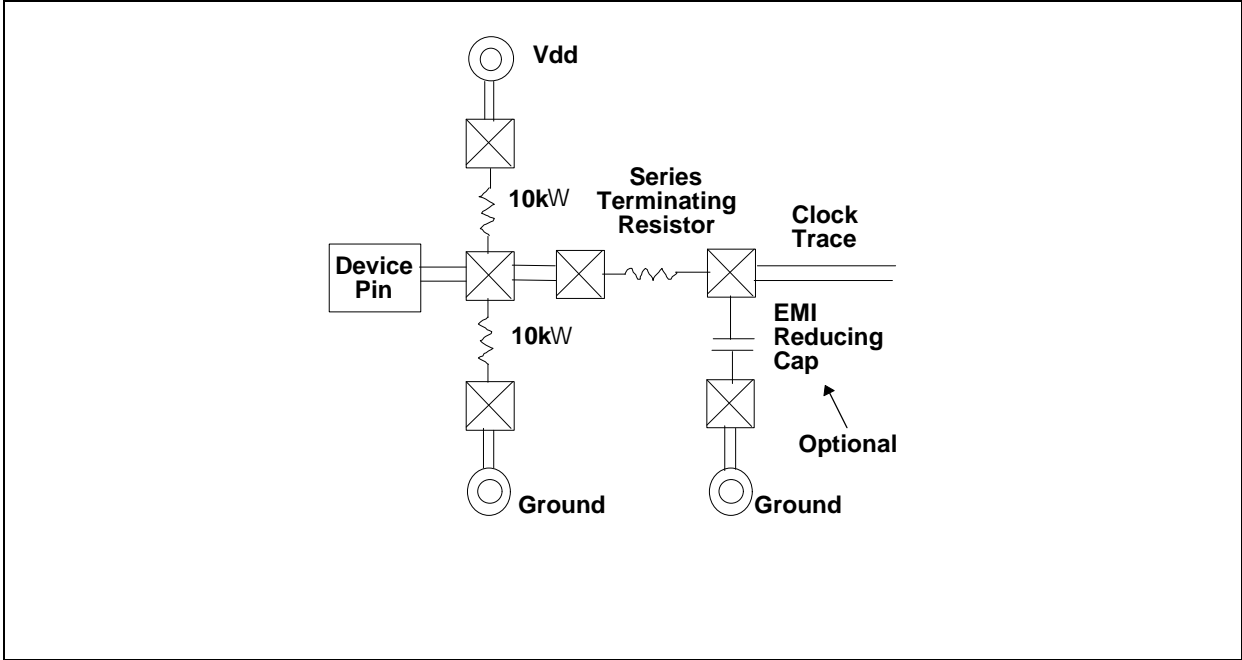 Vdd
10kW
Series
Terminating
Resistor
Clock
Trace
Device
Pin
10kW
EMI
Reducing
Cap
Optional
Ground
Ground